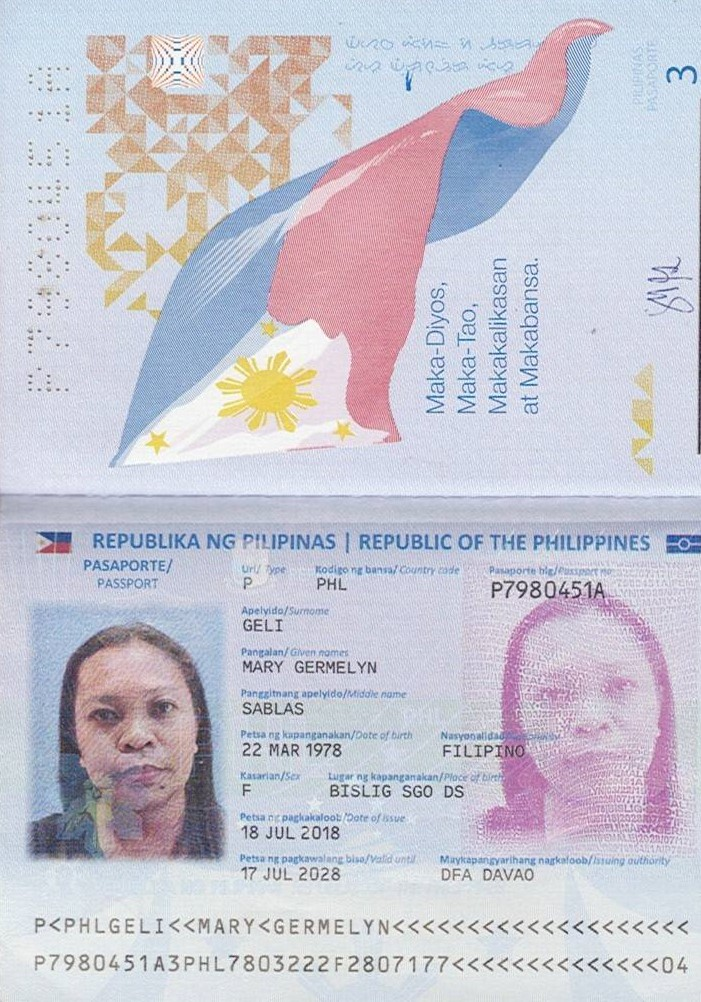 PILIPINAS
PASAPORTE
3
Maka-Diyos,
Maka-Tao,
Makakalikasan
at Makabansa.
REPUBLIKA NG PILIPINAS | REPUBLIC OF THE PHILIPPINES
PASAPORTE/
PASSPORT
Uri/ Type Kodigo ng bansa/ Country code Pasaporte blg/Passport no.
P PHL P7980451A
Apelyido/Surname
GELI
Pangalan/ Given names
MARY GERMELYN
Panggitnang apelyido/Middle name
SABLAS
Petsa ng kapanganakan/Date of birth Nasyonalidad/Nationality
22 MAR 1978 FILIPINO
Kasarian/Sex Lugar ng kapanganakan/Place of birth
F BISLIG SGO DS
Petsa ng pagkakaloob/Date of issue
18 JUL 2018
Petsa ng pagkawalang bisa/Valid until Maykapangyarihang nagkaloob/Issuing authority
17 JUL 2028 DFA DAVAO
P<PHLGELI<<MARY<GERMELYN<<<<<<<<<<<<<<<<<<<<
P7980451A3PHL7803222F2807177<<<<<<<<<<<<<<04